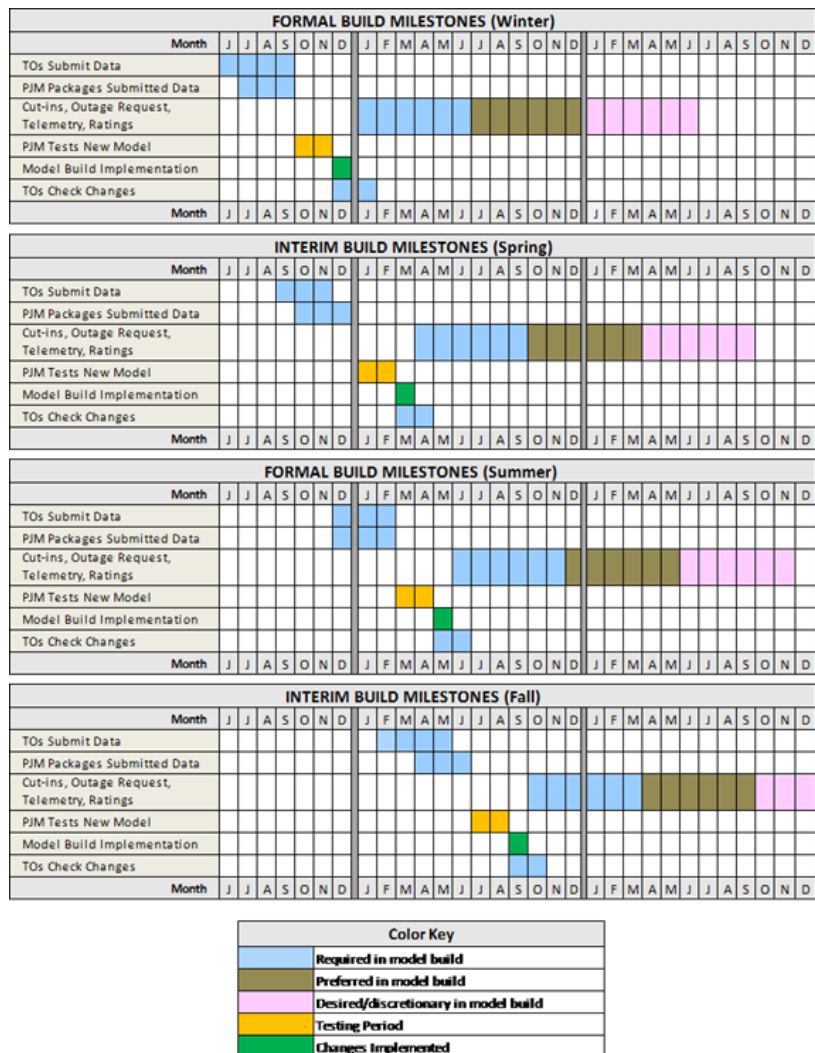 FORMAL BUILD MILESTONES (Winter)
Month J J A S O N D J F M A M J J A S O N D J F M A M J J A S O N D
TOs Submit Data
PJM Packages Submitted Data
Cut-ins, Outage Request,
Telemetry, Ratings
PJM Tests New Model
Model Build Implementation
TOs Check Changes
Month J J A S O N D J F M A M J J A S O N D J F M A M J J A S O N D
INTERIM BUILD MILESTONES (Spring)
Month J J A S O N D J F M A M J J A S O N D J F M A M J J A S O N D
TOs Submit Data
PJM Packages Submitted Data
Cut-ins, Outage Request,
Telemetry, Ratings
PJM Tests New Model
Model Build Implementation
TOs Check Changes
Month J J A S O N D J F M A M J J A S O N D J F M A M J J A S O N D
FORMAL BUILD MILESTONES (Summer)
Month J J A S O N D J F M A M J J A S O N D J F M A M J J A S O N D
TOs Submit Data
PJM Packages Submitted Data
Cut-ins, Outage Request,
Telemetry, Ratings
PJM Tests New Model
Model Build Implementation
TOs Check Changes
Month J J A S O N D J F M A M J J A S O N D J F M A M J J A S O N D
INTERIM BUILD MILESTONES (Fall)
Month J J A S O N D J F M A M J J A S O N D J F M A M J J A S O N D
TOs Submit Data
PJM Packages Submitted Data
Cut-ins, Outage Request,
Telemetry, Ratings
PJM Tests New Model
Model Build Implementation
TOs Check Changes
Month J J A S O N D J F M A M J J A S O N D J F M A M J J A S O N D
Color Key
Required in model build
Preferred in model build
Desired/discretionary in model build
Testing Period
Changes Implemented